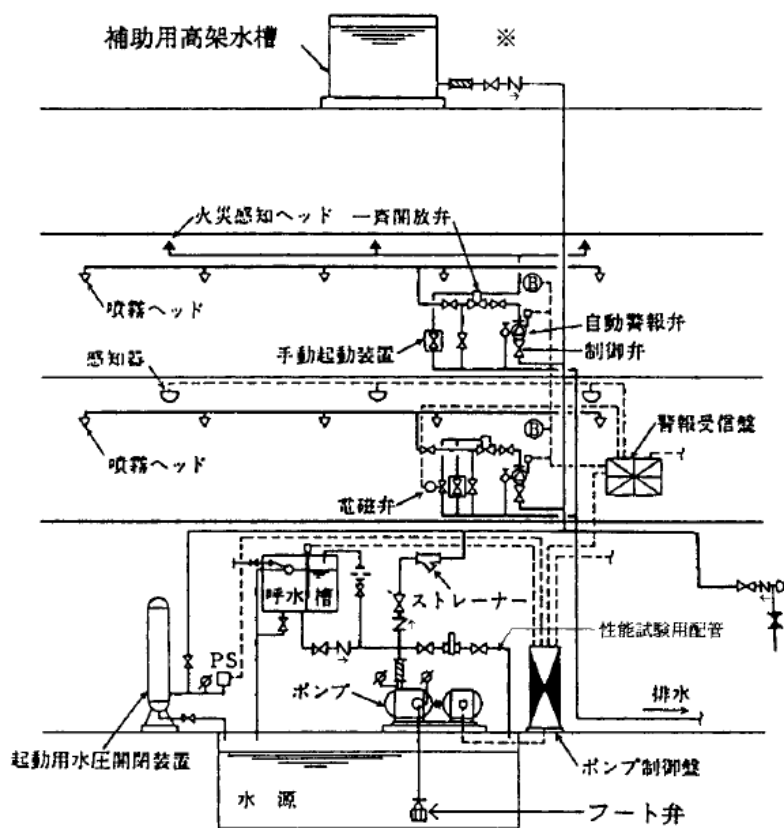 補助用高架水槽
※
火災感知ヘッド
一斉開放弁
B
噴霧ヘッド
自動警報弁
手動起動装置
制御弁
感知器
B
警報受信盤
噴霧ヘッド
電磁弁
呼水槽
ストレーナー
性能試験用配管
PS
ポンプ
排水
起動用水圧開閉装置
ポンプ制御盤
水源
フート弁